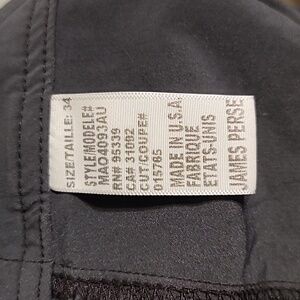 SIZE/TAILLE: 34
STYLE/MODELE#
MAO4093AU
RN# 95339
CA# 31002
CUT/COUPE#
015765
MADE IN U.S.A.
FABRIQUE
ETATS-UNIS
JAMES PERSE